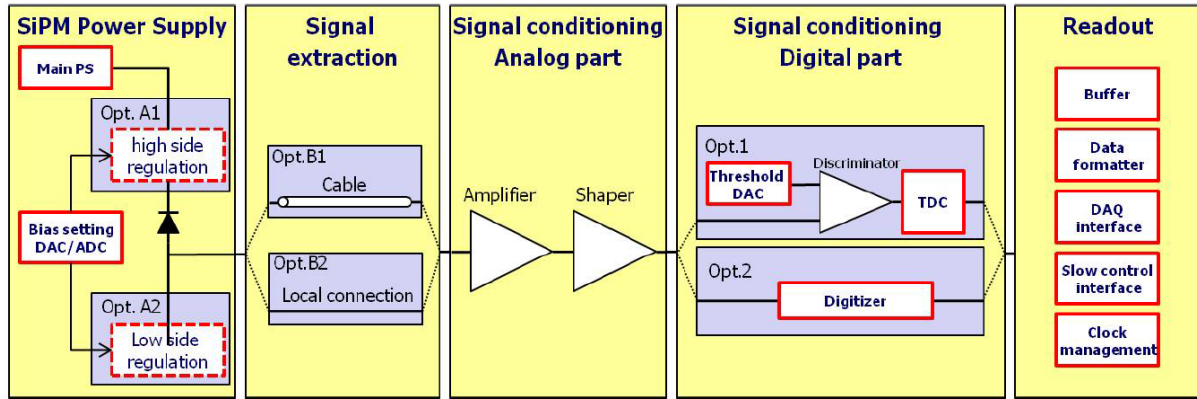 SiPM Power Supply
Main PS
Opt. A1
high side
regulation
Bias setting
DAC/ADC
Opt. A2
Low side
regulation
Signal
extraction
Opt.B1
Cable
Opt.B2
Local connection
Signal conditioning
Analog part
Amplifier
Shaper
Signal conditioning
Digital part
Opt.1
Threshold
DAC
Discriminator
TDC
Opt.2
Digitizer
Readout
Buffer
Data
formatter
DAQ
interface
Slow control
interface
Clock
management